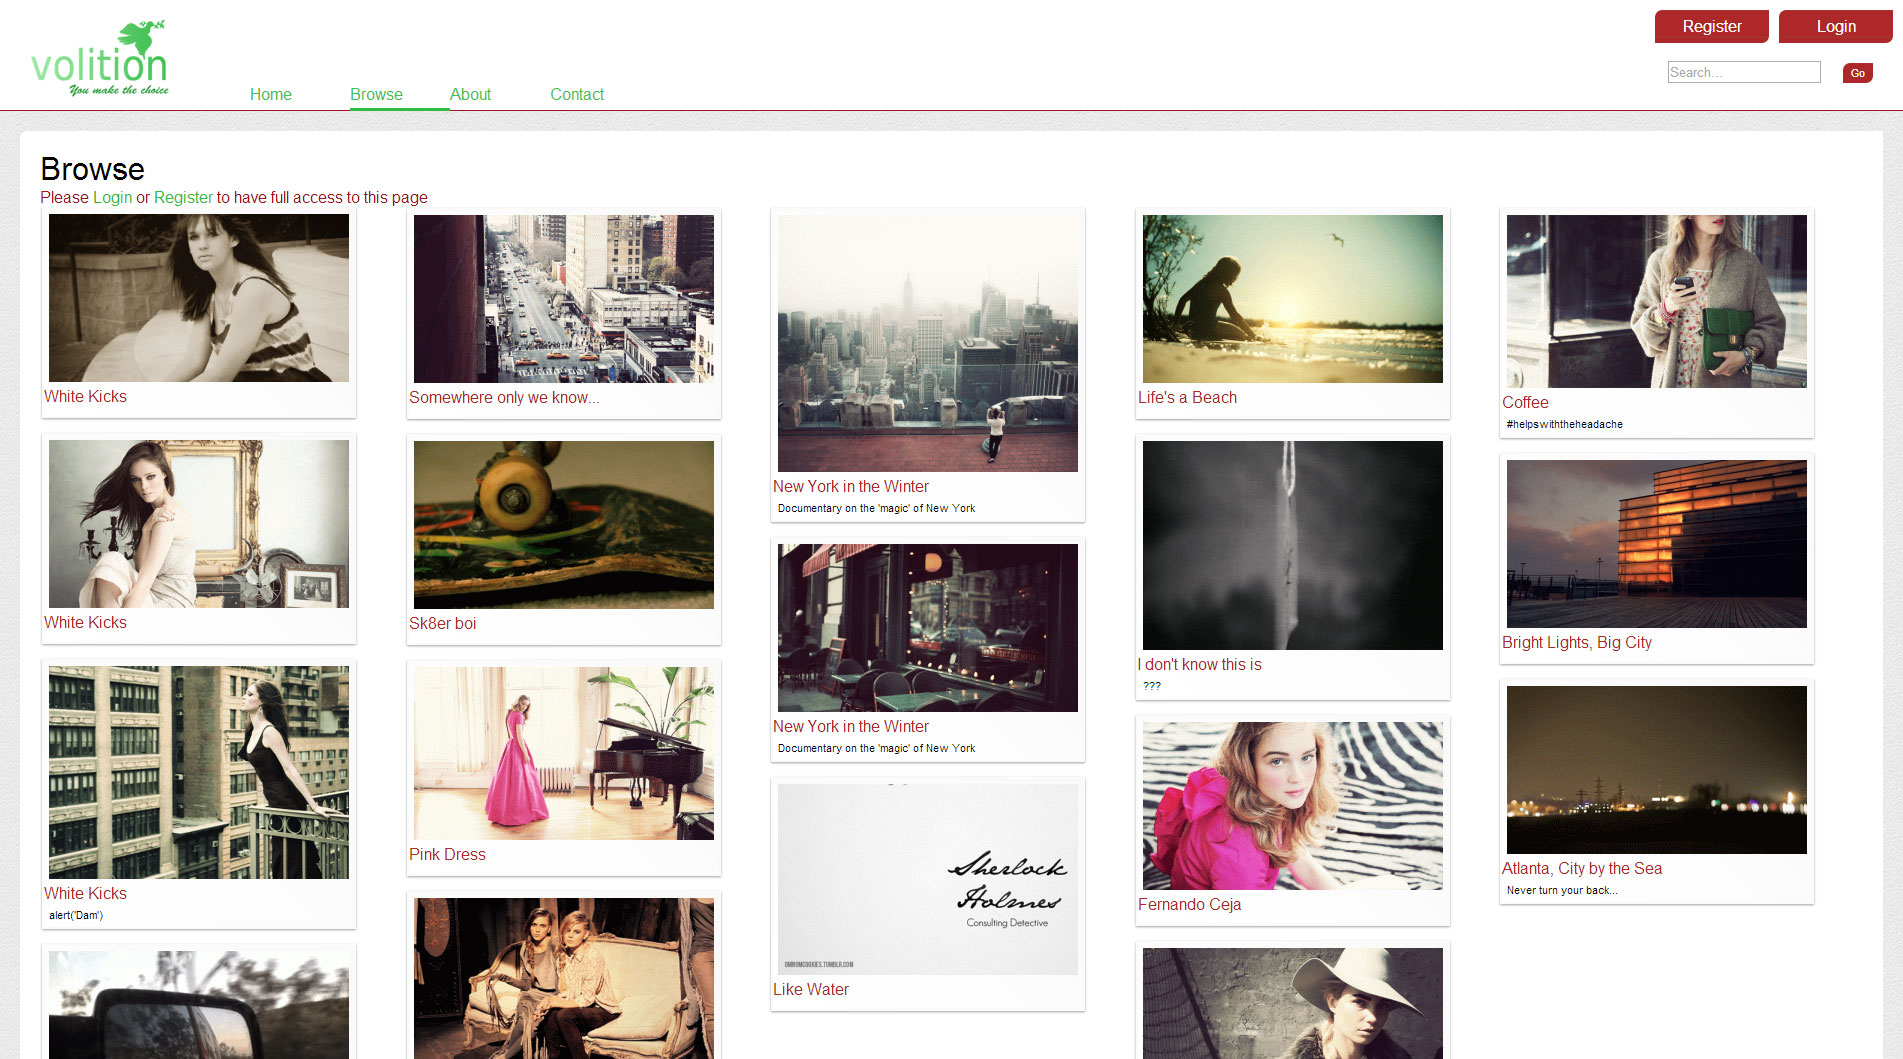 volition
You make the choice
Home
Browse
About
Contact
Register
Login
Search...
Go
Browse
Please Login or Register to have full access to this page
White Kicks
White Kicks
White Kicks
alert('Dam')
Somewhere only we know...
Sk8er boi
Pink Dress
New York in the Winter
Documentary on the 'magic' of New York
New York in the Winter
Documentary on the 'magic' of New York
Sherlock
Holmes
Consulting Detective
OMNOMCOOKIES.TUMBLR.COM
Like Water
Life's a Beach
I don't know this is
???
Fernando Ceja
Coffee
#helpswiththeheadache
Bright Lights, Big City
Atlanta, City by the Sea
Never turn your back...